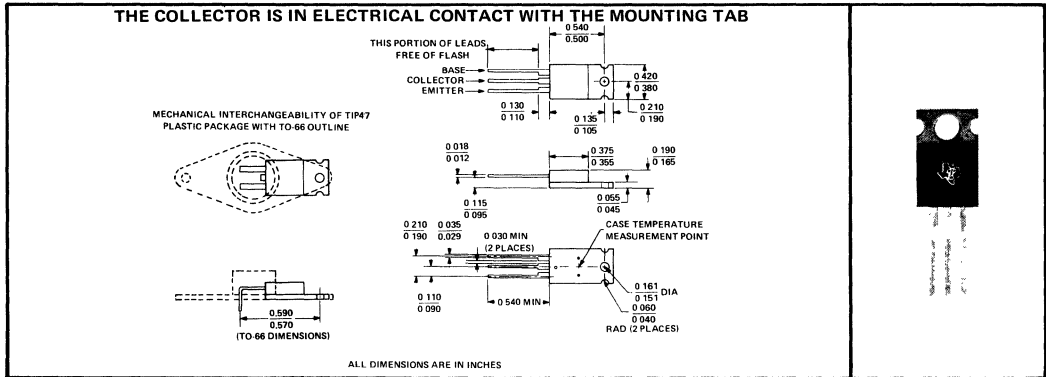 THE COLLECTOR IS IN ELECTRICAL CONTACT WITH THE MOUNTING TAB
0 540
0.500
THIS PORTION OF LEADS
FREE OF FLASH
BASE
COLLECTOR
EMITTER
0 420
0 380
0 130
0 110
0 135
0 105
0 210
0 190
MECHANICAL INTERCHANGEABILITY OF TIP47
PLASTIC PACKAGE WITH TO-66 OUTLINE
0 018
0 012
0 375
0 355
0 190
0 165
0 115
0 095
0 055
0 045
0 210
0 190
0 035
0.029
0 030 MIN
(2 PLACES)
CASE TEMPERATURE
MEASUREMENT POINT
0 110
0 090
0 540 MIN
0 161
0 151
DIA
0 060
0 040
RAD (2 PLACES)
0.590
0.570
(TO-66 DIMENSIONS)
ALL DIMENSIONS ARE IN INCHES